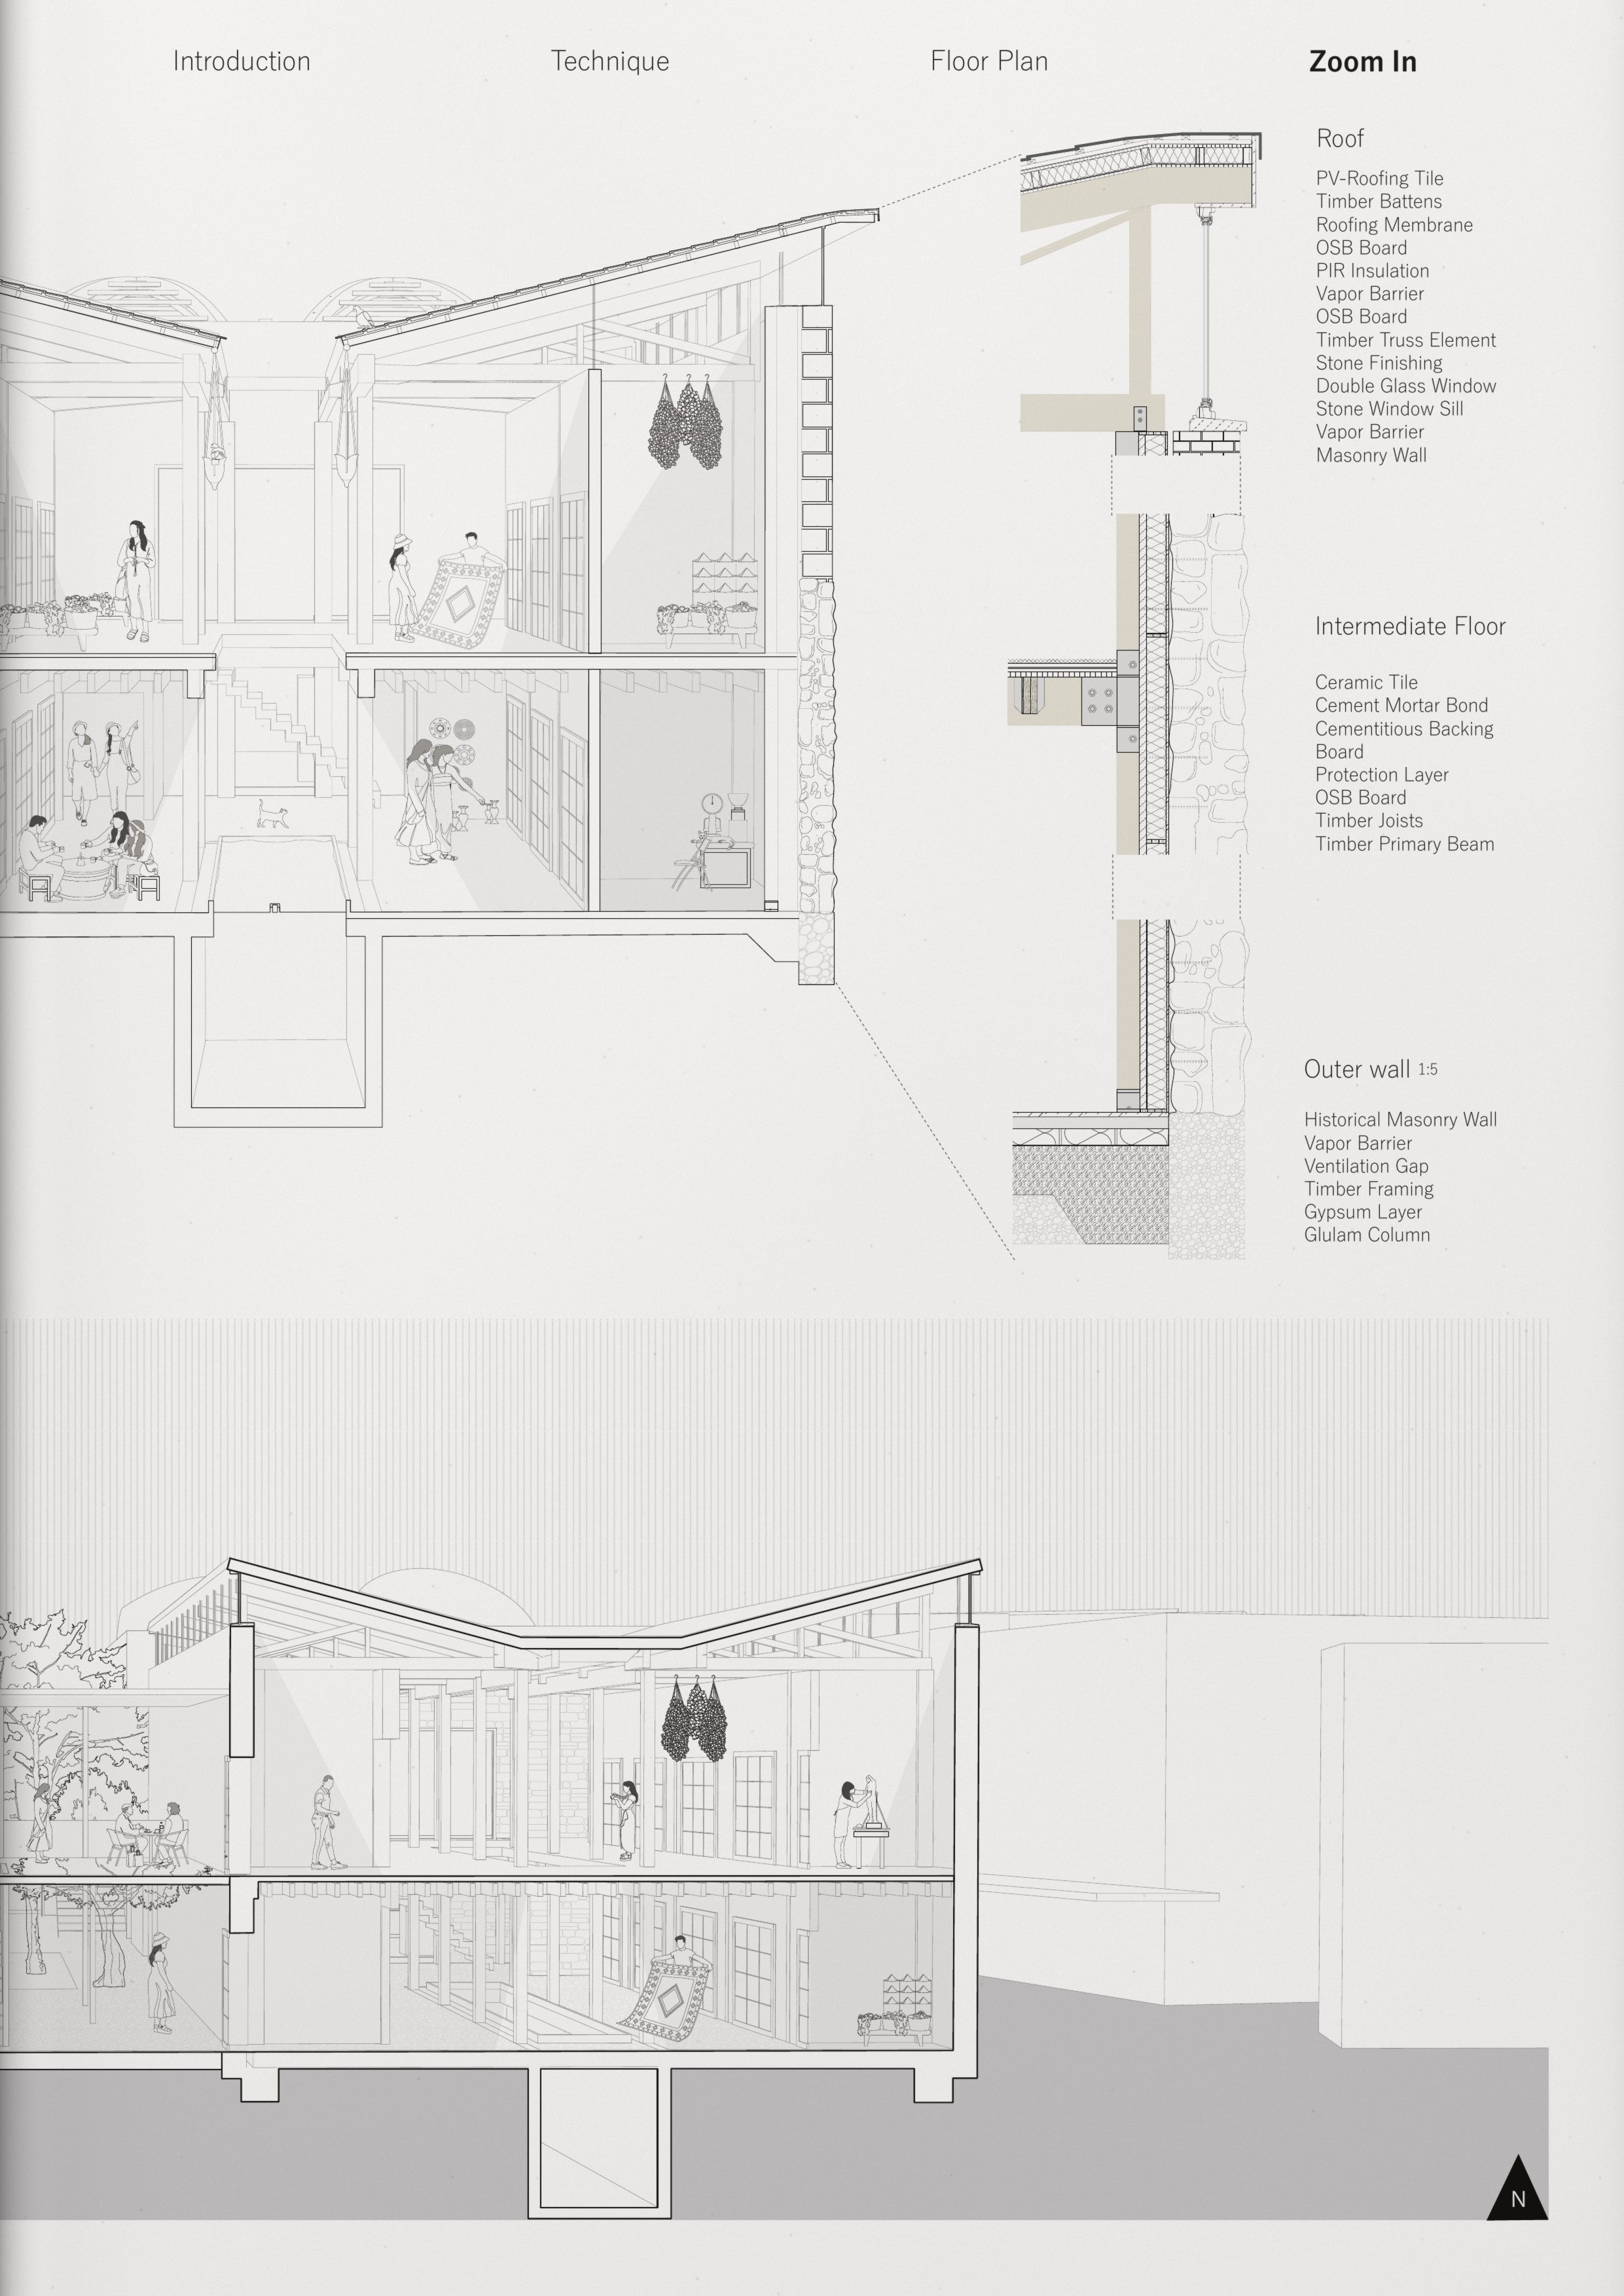 Introduction
Technique
Floor Plan
Zoom In
Roof
PV-Roofing Tile
Timber Battens
Roofing Membrane
OSB Board
PIR Insulation
Vapor Barrier
OSB Board
Timber Truss Element
Stone Finishing
Double Glass Window
Stone Window Sill
Vapor Barrier
Masonry Wall
Intermediate Floor
Ceramic Tile
Cement Mortar Bond
Cementitious Backing
Board
Protection Layer
OSB Board
Timber Joists
Timber Primary Beam
Outer wall 1:5
Historical Masonry Wall
Vapor Barrier
Ventilation Gap
Timber Framing
Gypsum Layer
Glulam Column
N